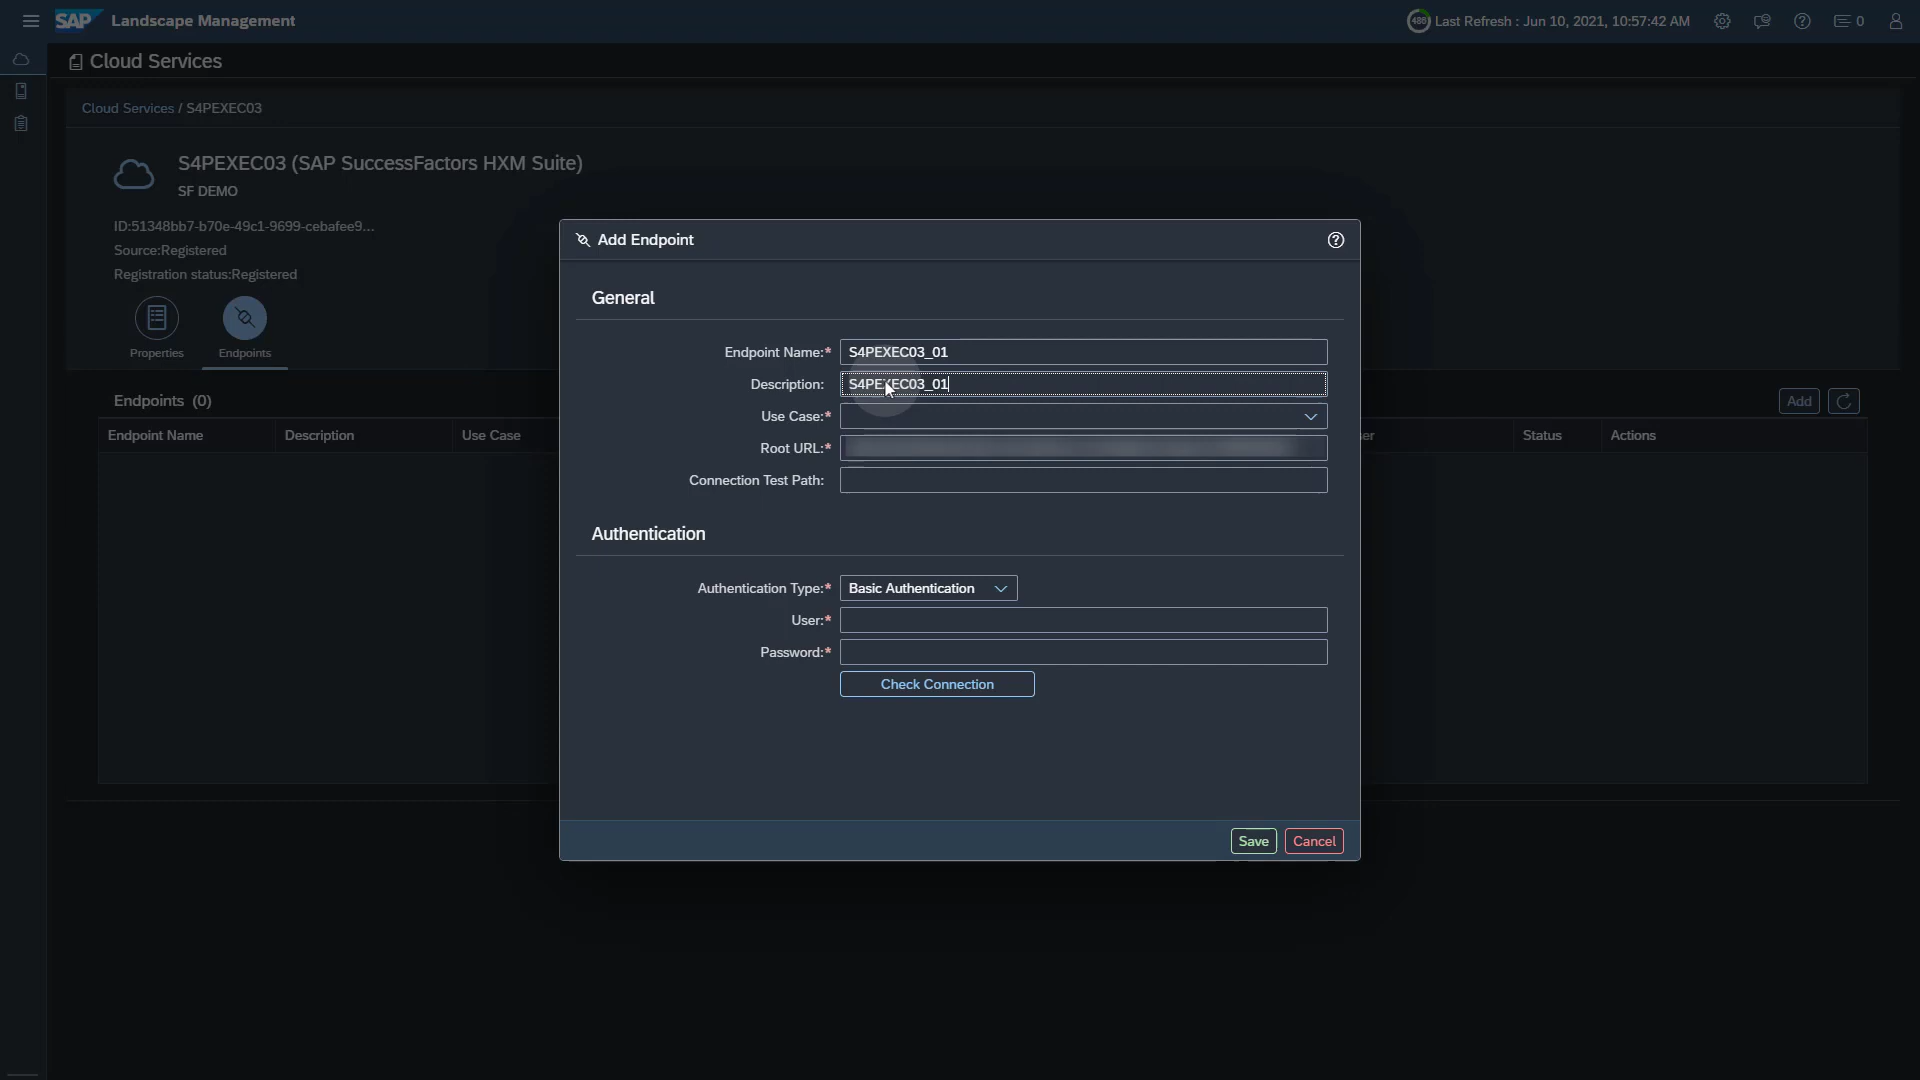 SAP Landscape Management
486 Last Refresh : Jun 10, 2021, 10:57:42 AM
0
Cloud Services
Cloud Services / S4PEXEC03
S4PEXEC03 (SAP SuccessFactors HXM Suite)
SF DEMO
ID:51348bb7-b70e-49c1-9699-cebafee9...
Source:Registered
Registration status:Registered
Properties
Endpoints
Endpoints (0)
Add
Endpoint Name
Description
Use Case
Status
Actions
Add Endpoint
General
Endpoint Name:* S4PEXEC03_01
Description: S4PEXEC03_01
Use Case:*
Root URL:*
Connection Test Path:
Authentication
Authentication Type:* Basic Authentication
User:*
Password:*
Check Connection
Save
Cancel